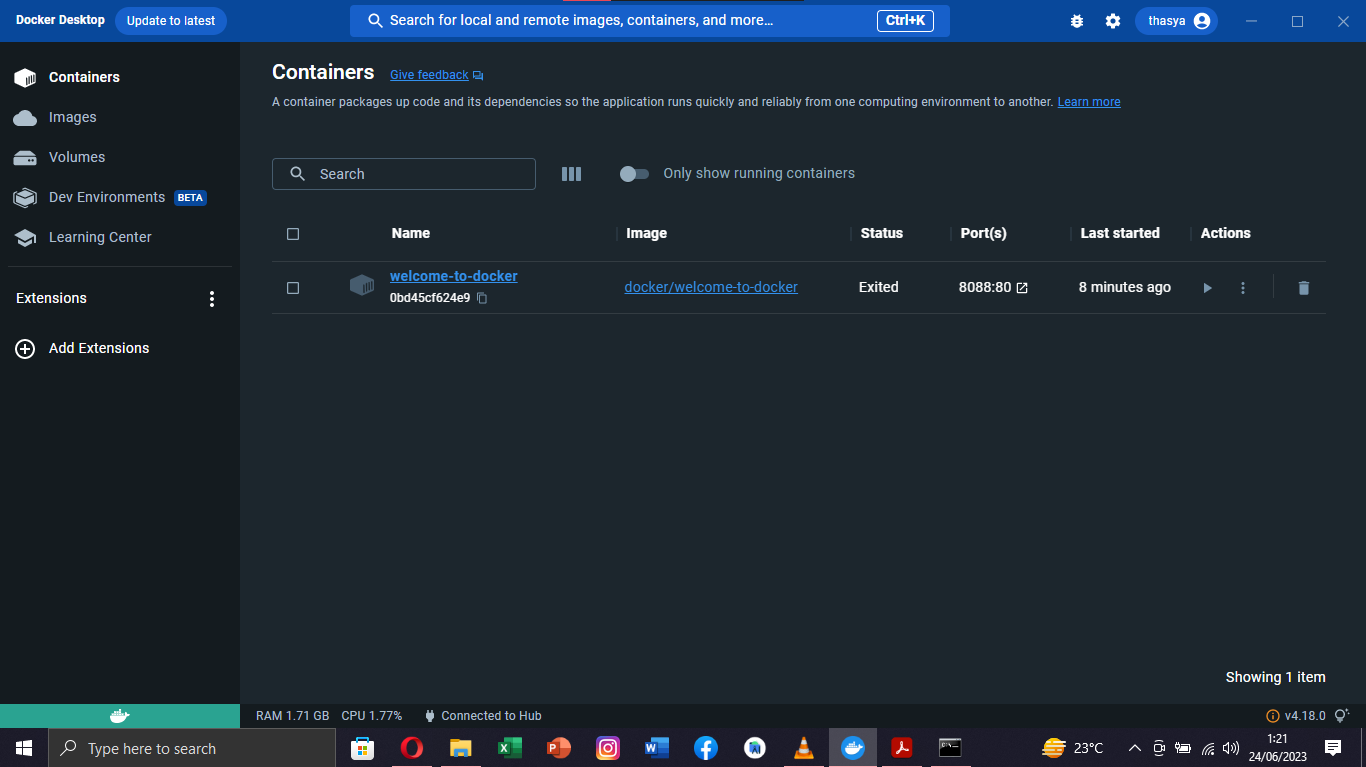 Docker Desktop
Update to latest
Search for local and remote images, containers, and more...
Ctrl+K
thasya
Containers
Images
Volumes
Dev Environments BETA
Learning Center
Extensions
Add Extensions
Containers Give feedback
A container packages up code and its dependencies so the application runs quickly and reliably from one computing environment to another. Learn more
Search
Only show running containers
Name Image Status Port(s) Last started Actions
welcome-to-docker
0bd45cf624e9
docker/welcome-to-docker Exited 8088:80 8 minutes ago
Showing 1 item
RAM 1.71 GB CPU 1.77% Connected to Hub
v4.18.0
Type here to search
23°C
1:21
24/06/2023